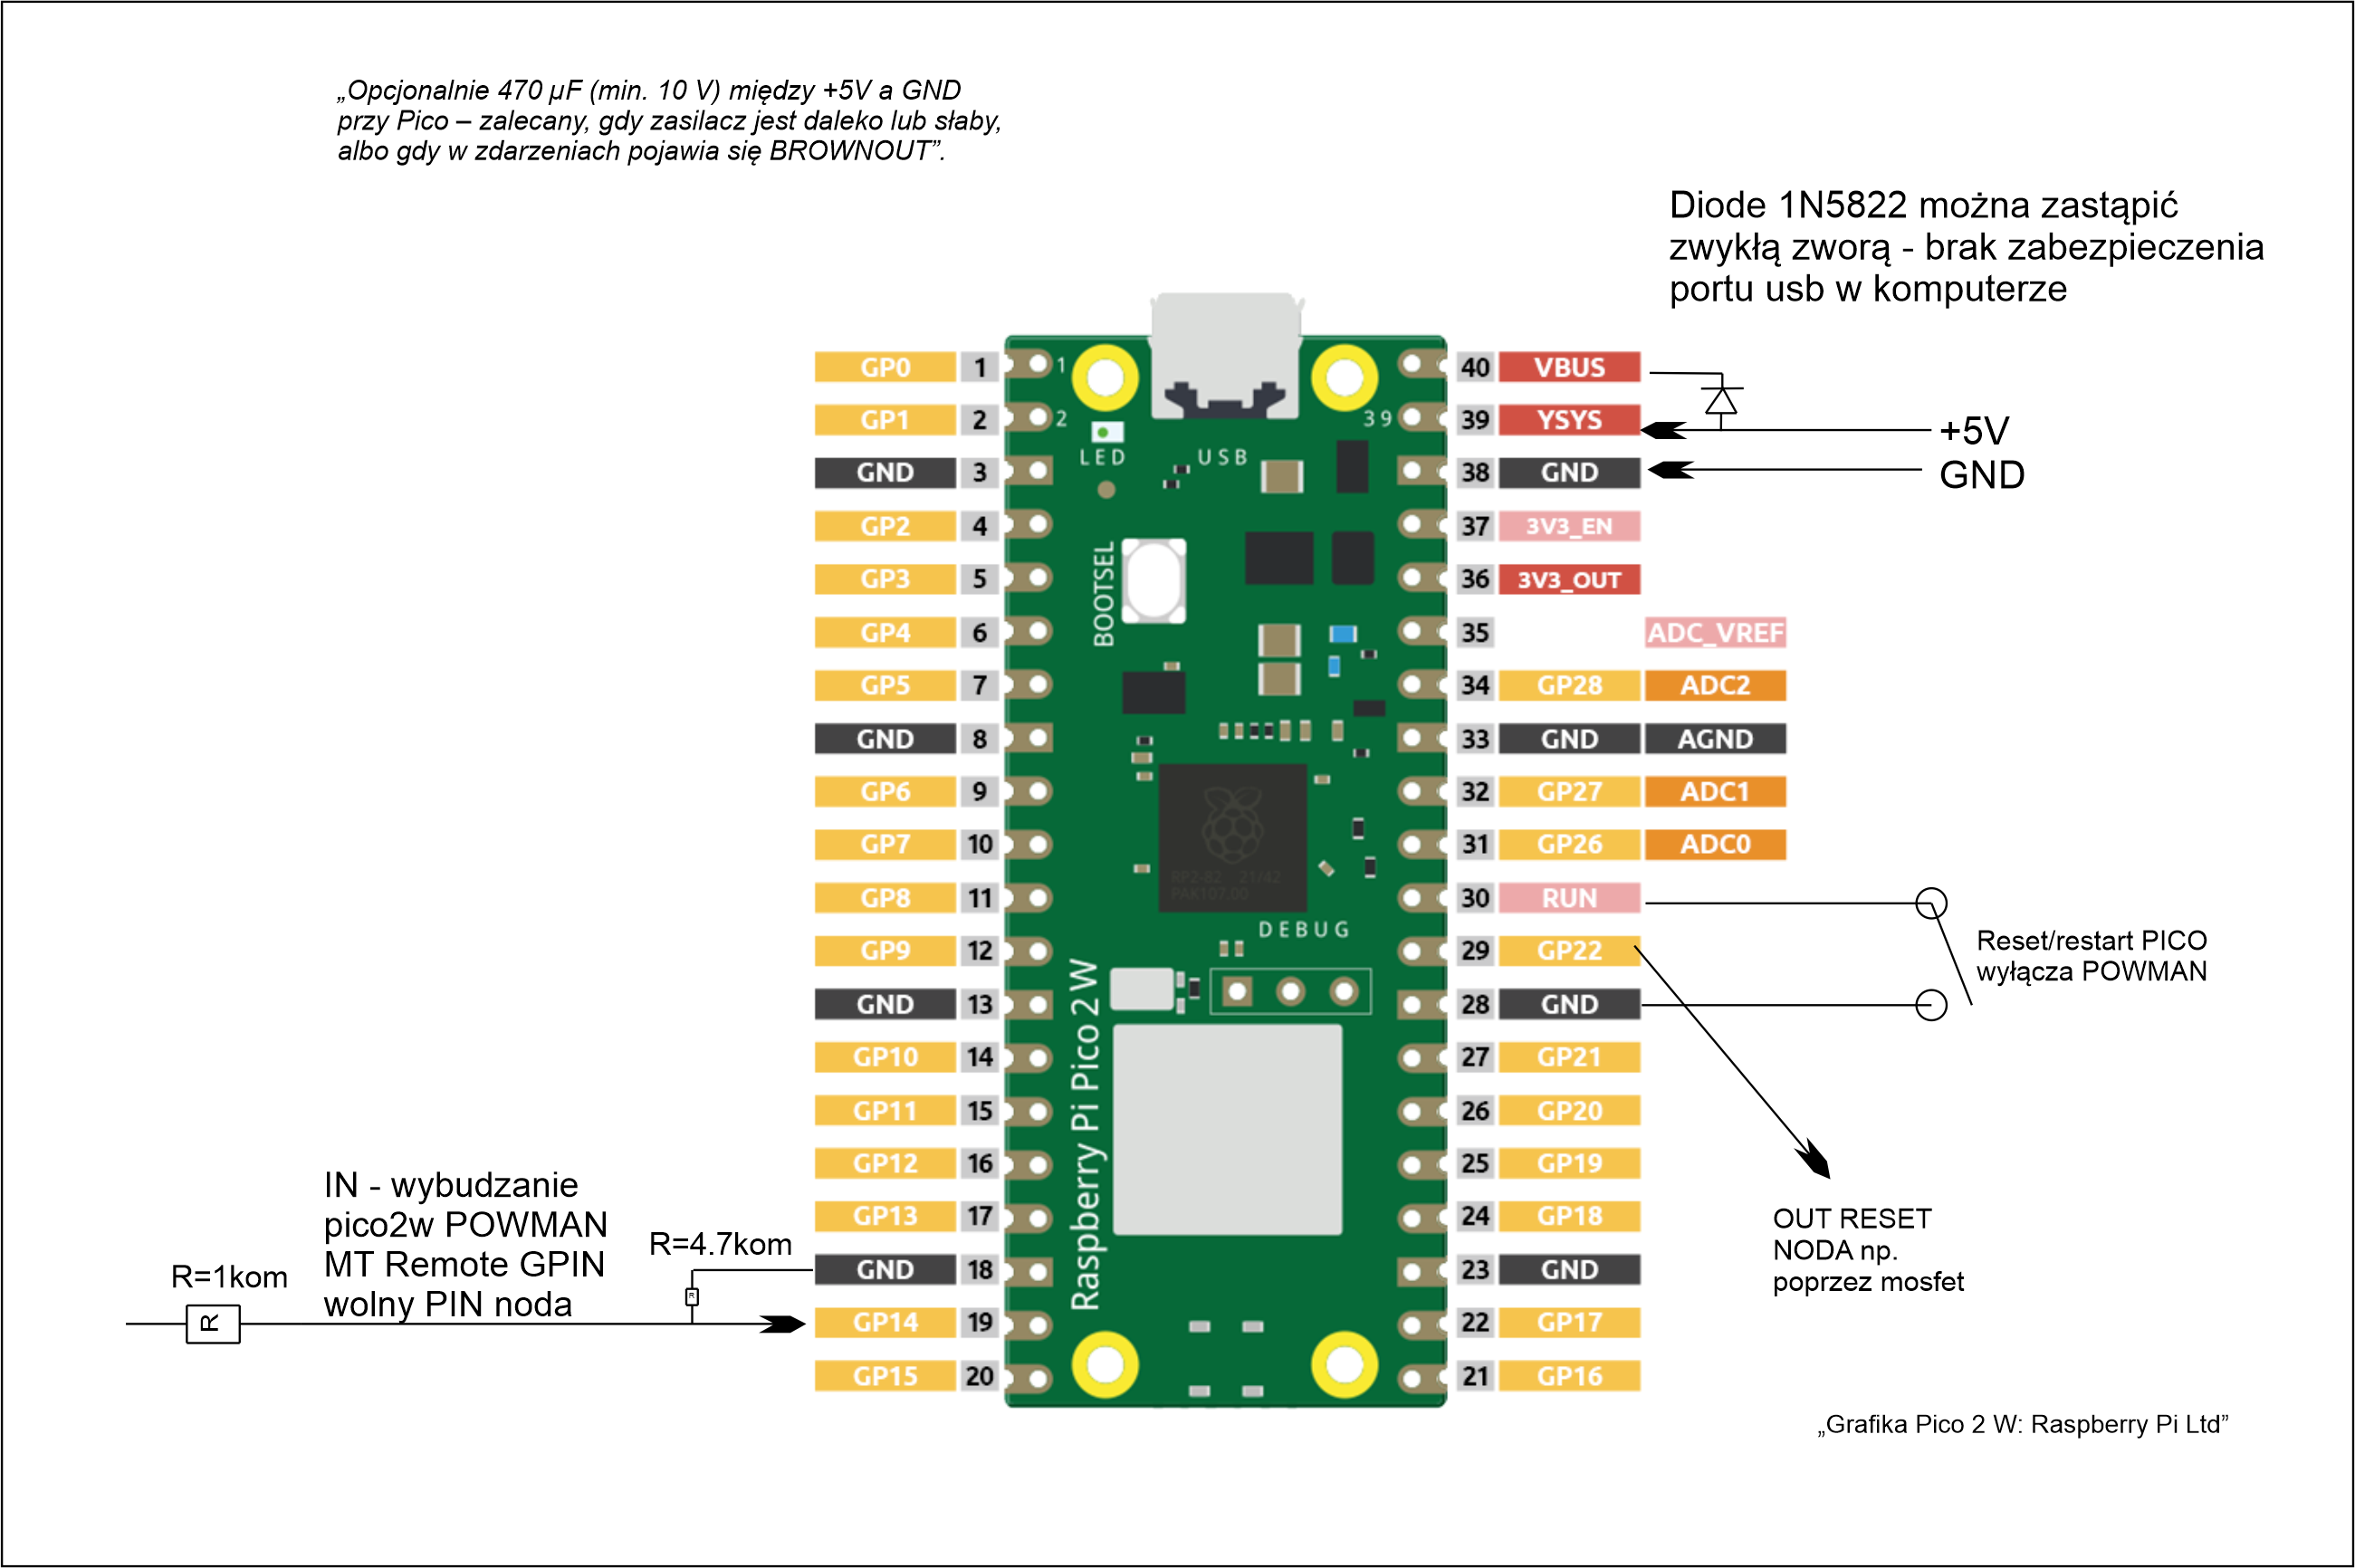 „Opcjonalnie 470 µF (min. 10 V) między +5V a GND
przy Pico – zalecany, gdy zasilacz jest daleko lub słaby,
albo gdy w zdarzeniach pojawia się BROWNOUT”.
Diode 1N5822 można zastąpić
zwykłą zworą - brak zabezpieczenia
portu usb w komputerze
GP0 1 1 40 VBUS
GP1 2 2 39 39 YSYS
+5V
LED USB
GND 3 38 GND
GND
GP2 4 37 3V3_EN
BOOTSEL
GP3 5 36 3V3_OUT
GP4 6 35 ADC_VREF
GP5 7 34 GP28 ADC2
GND 8 33 GND AGND
GP6 9 32 GP27 ADC1
GP7 10 31 GP26 ADC0
RP2-B2 21/42
PAK107.00
GP8 11 30 RUN
DEBUG
GP9 12 29 GP22
Reset/restart PICO
wyłącza POWMAN
GND 13 28 GND
Raspberry Pi Pico 2 W
GP10 14 27 GP21
GP11 15 26 GP20
GP12 16 25 GP19
GP13 17 24 GP18
GND 18 23 GND
GP14 19 22 GP17
GP15 20 21 GP16
IN - wybudzanie
pico2w POWMAN
MT Remote GPIN
wolny PIN noda
R=1kom
R
R=4.7kom
R
OUT RESET
NODA np.
poprzez mosfet
„Grafika Pico 2 W: Raspberry Pi Ltd”